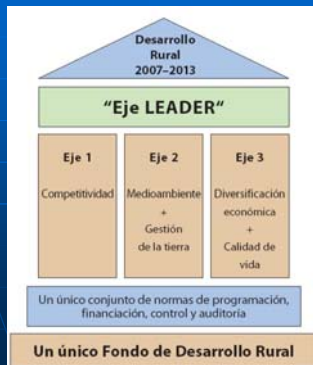 Desarrollo
Rural
2007–2013
“Eje LEADER“
Eje 1
Competitividad
Eje 2
Medioambiente
+
Gestión
de la tierra
Eje 3
Diversificación
económica
+
Calidad de
vida
Un único conjunto de normas de programación,
financiación, control y auditoría
Un único Fondo de Desarrollo Rural